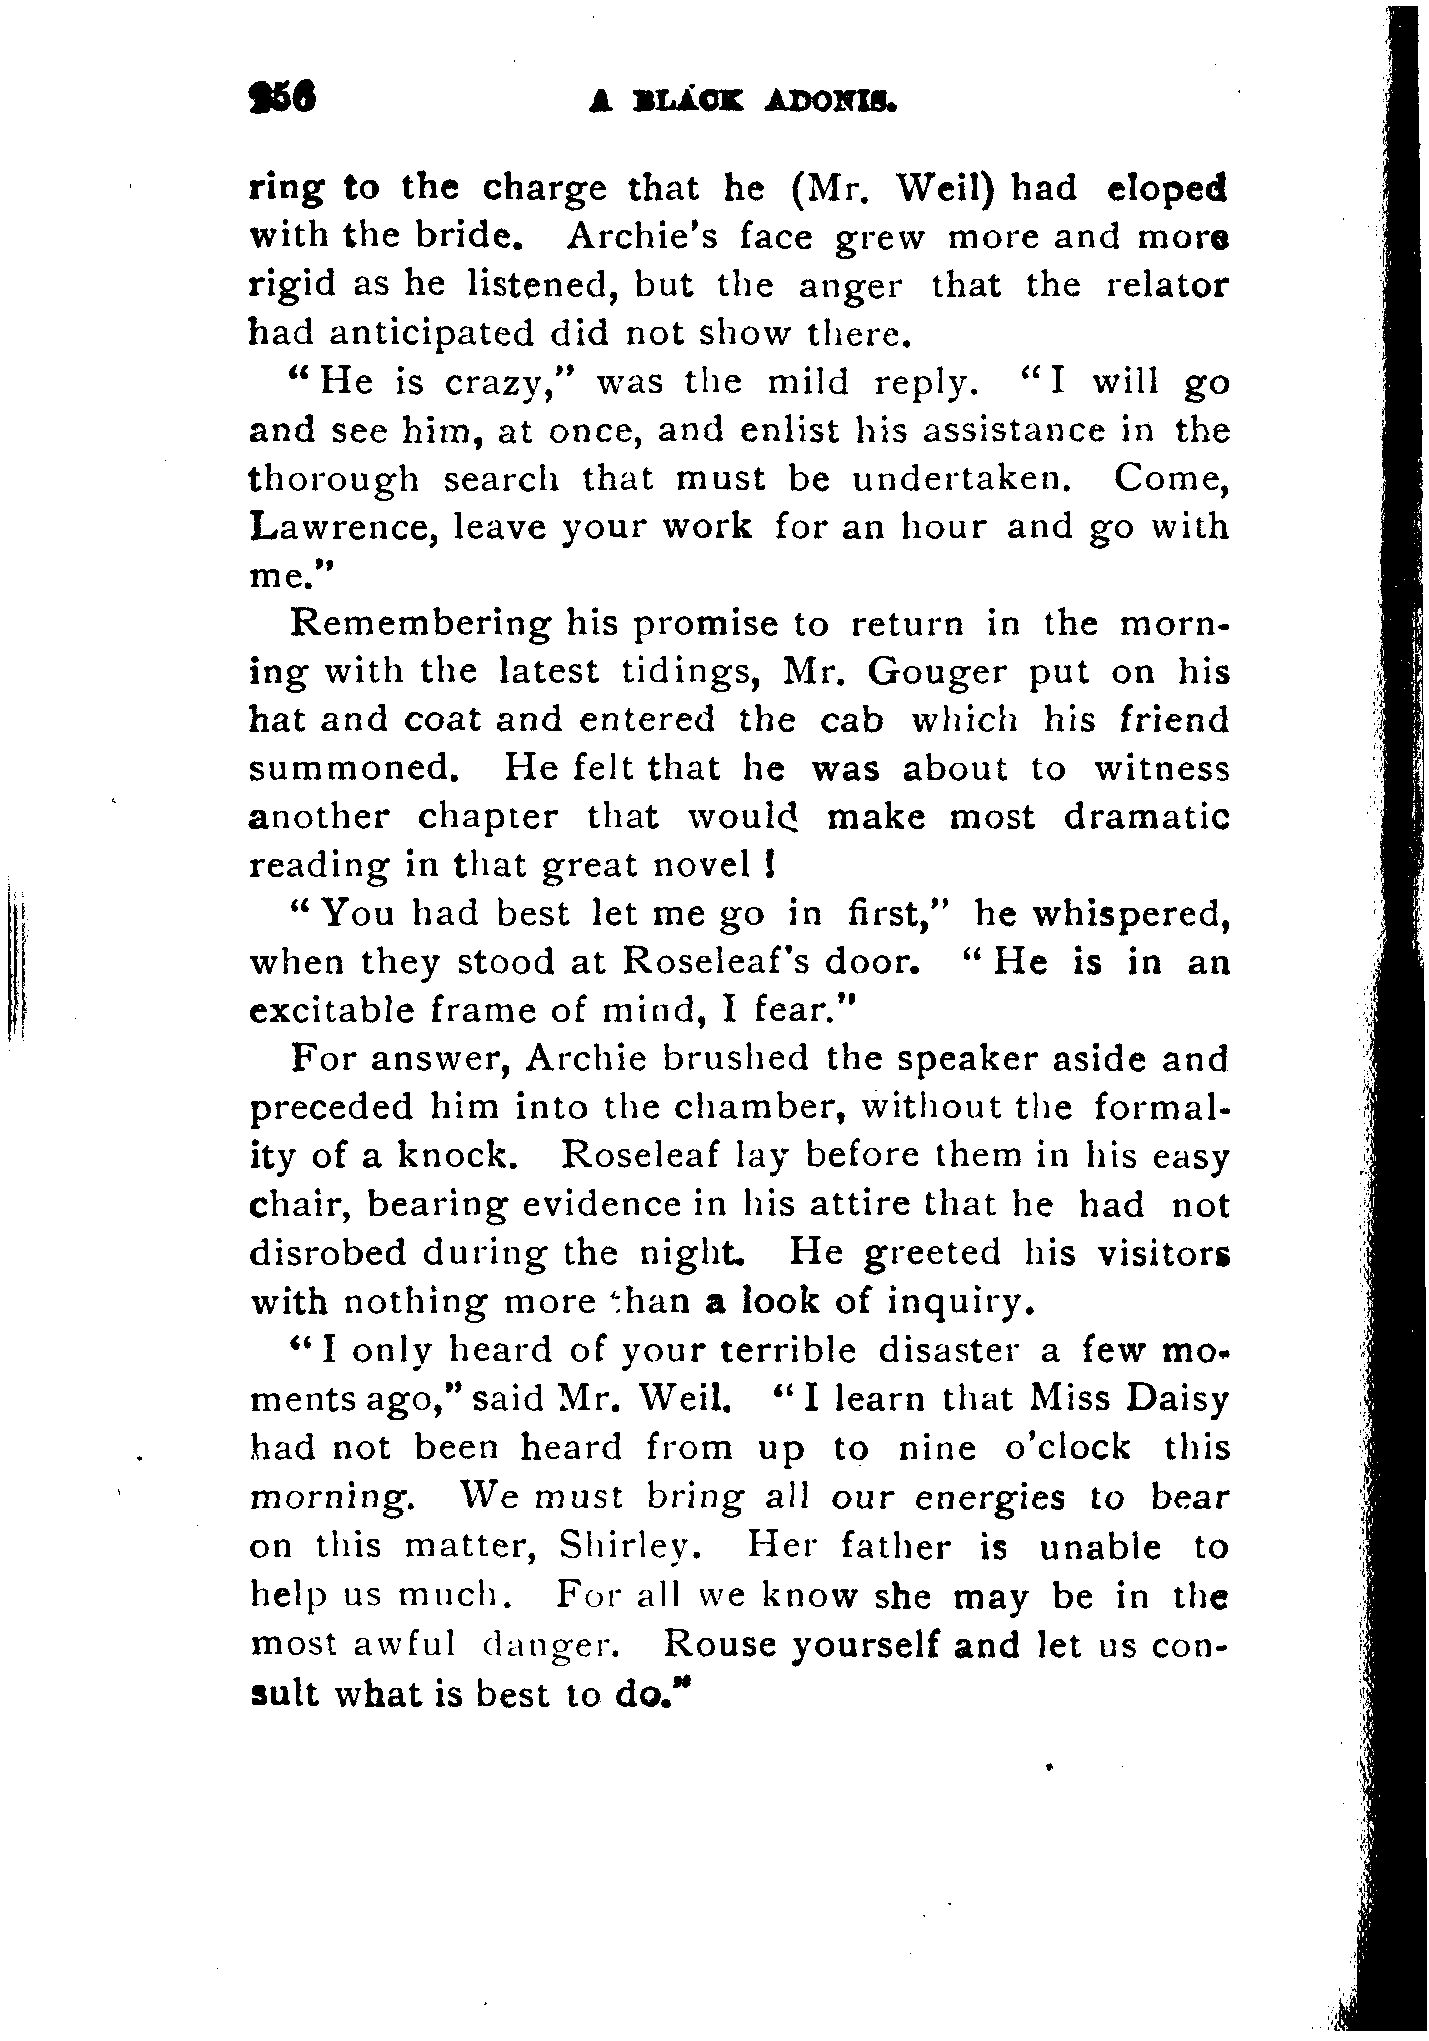 256 A BLACK ADONIS.
ring to the charge that he (Mr. Weil) had eloped
with the bride. Archie's face grew more and more
rigid as he listened, but the anger that the relator
had anticipated did not show there.
"He is crazy," was the mild reply. "I will go
and see him, at once, and enlist his assistance in the
thorough search that must be undertaken. Come,
Lawrence, leave your work for an hour and go with
me."
Remembering his promise to return in the morn-
ing with the latest tidings, Mr. Gouger put on his
hat and coat and entered the cab which his friend
summoned. He felt that he was about to witness
another chapter that would make most dramatic
reading in that great novel!
"You had best let me go in first," he whispered,
when they stood at Roseleaf's door. "He is in an
excitable frame of mind, I fear."
For answer, Archie brushed the speaker aside and
preceded him into the chamber, without the formal-
ity of a knock. Roseleaf lay before them in his easy
chair, bearing evidence in his attire that he had not
disrobed during the night. He greeted his visitors
with nothing more than a look of inquiry.
"I only heard of your terrible disaster a few mo-
ments ago," said Mr. Weil. "I learn that Miss Daisy
had not been heard from up to nine o'clock this
morning. We must bring all our energies to bear
on this matter, Shirley. Her father is unable to
help us much. For all we know she may be in the
most awful danger. Rouse yourself and let us con-
sult what is best to do."